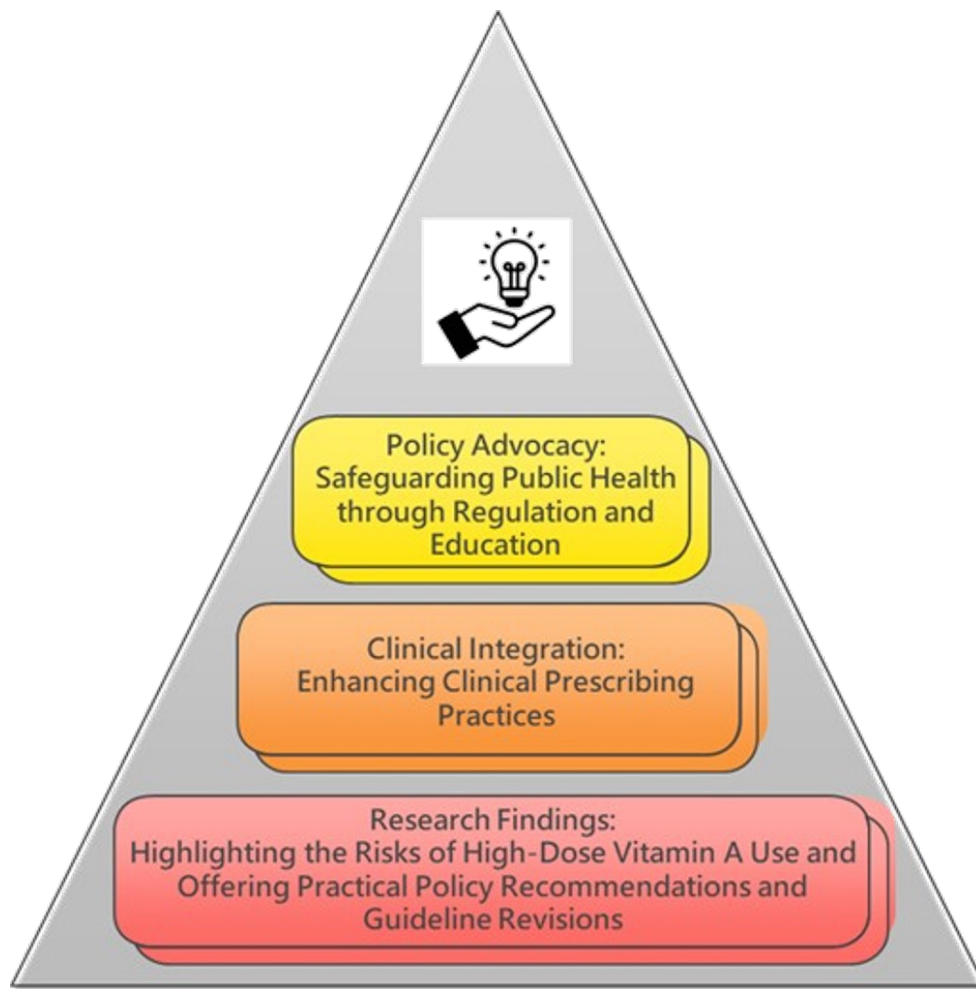 Policy Advocacy:
Safeguarding Public Health
through Regulation and
Education
Clinical Integration:
Enhancing Clinical Prescribing
Practices
Research Findings:
Highlighting the Risks of High-Dose Vitamin A Use and
Offering Practical Policy Recommendations and
Guideline Revisions